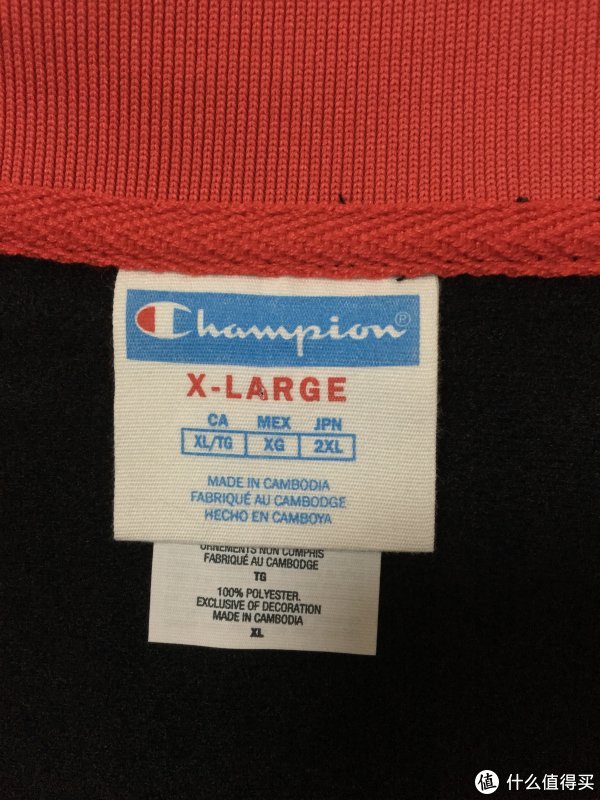 Champion®
X-LARGE
CA MEX JPN
XL/TG XG 2XL
MADE IN CAMBODIA
FABRIQUÉ AU CAMBODGE
HECHO EN CAMBOYA
ORNEMENTS NON COMPRIS
FABRIQUÉ AU CAMBODGE
TG
100% POLYESTER.
EXCLUSIVE OF DECORATION
MADE IN CAMBODIA
XL
值 什么值得买